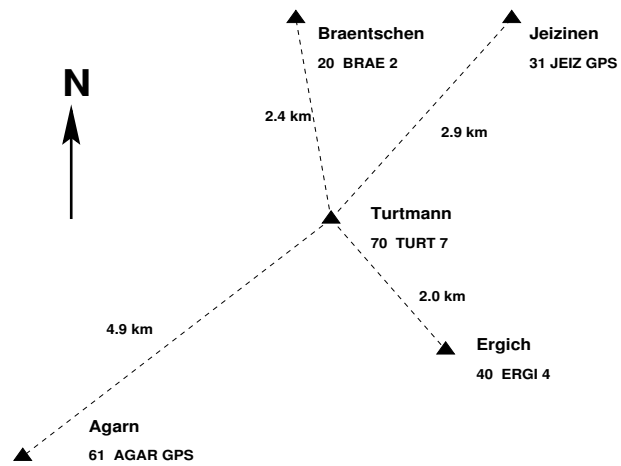 Braentschen
20 BRAE 2
Jeizinen
31 JEIZ GPS
N
2.4 km
2.9 km
Turtmann
70 TURT 7
2.0 km
4.9 km
Ergich
40 ERGI 4
Agarn
61 AGAR GPS